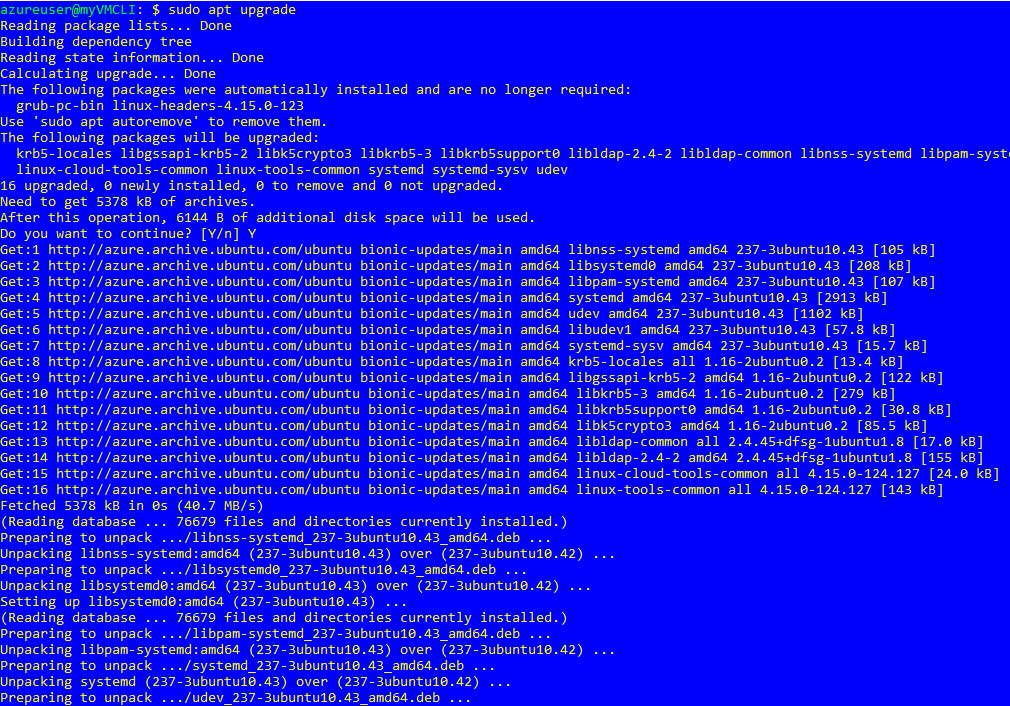 azureuser@myVMCLI: $ sudo apt upgrade
Reading package lists... Done
Building dependency tree
Reading state information... Done
Calculating upgrade... Done
The following packages were automatically installed and are no longer required:
  grub-pc-bin linux-headers-4.15.0-123
Use 'sudo apt autoremove' to remove them.
The following packages will be upgraded:
  krb5-locales libgssapi-krb5-2 libk5crypto3 libkrb5-3 libkrb5support0 libldap-2.4-2 libldap-common libnss-systemd libpam-syst
  linux-cloud-tools-common linux-tools-common systemd systemd-sysv udev
16 upgraded, 0 newly installed, 0 to remove and 0 not upgraded.
Need to get 5378 kB of archives.
After this operation, 6144 B of additional disk space will be used.
Do you want to continue? [Y/n] Y
Get:1 http://azure.archive.ubuntu.com/ubuntu bionic-updates/main amd64 libnss-systemd amd64 237-3ubuntu10.43 [105 kB]
Get:2 http://azure.archive.ubuntu.com/ubuntu bionic-updates/main amd64 libsystemd0 amd64 237-3ubuntu10.43 [208 kB]
Get:3 http://azure.archive.ubuntu.com/ubuntu bionic-updates/main amd64 libpam-systemd amd64 237-3ubuntu10.43 [107 kB]
Get:4 http://azure.archive.ubuntu.com/ubuntu bionic-updates/main amd64 systemd amd64 237-3ubuntu10.43 [2913 kB]
Get:5 http://azure.archive.ubuntu.com/ubuntu bionic-updates/main amd64 udev amd64 237-3ubuntu10.43 [1102 kB]
Get:6 http://azure.archive.ubuntu.com/ubuntu bionic-updates/main amd64 libudev1 amd64 237-3ubuntu10.43 [57.8 kB]
Get:7 http://azure.archive.ubuntu.com/ubuntu bionic-updates/main amd64 systemd-sysv amd64 237-3ubuntu10.43 [15.7 kB]
Get:8 http://azure.archive.ubuntu.com/ubuntu bionic-updates/main amd64 krb5-locales all 1.16-2ubuntu0.2 [13.4 kB]
Get:9 http://azure.archive.ubuntu.com/ubuntu bionic-updates/main amd64 libgssapi-krb5-2 amd64 1.16-2ubuntu0.2 [122 kB]
Get:10 http://azure.archive.ubuntu.com/ubuntu bionic-updates/main amd64 libkrb5-3 amd64 1.16-2ubuntu0.2 [279 kB]
Get:11 http://azure.archive.ubuntu.com/ubuntu bionic-updates/main amd64 libkrb5support0 amd64 1.16-2ubuntu0.2 [30.8 kB]
Get:12 http://azure.archive.ubuntu.com/ubuntu bionic-updates/main amd64 libk5crypto3 amd64 1.16-2ubuntu0.2 [85.5 kB]
Get:13 http://azure.archive.ubuntu.com/ubuntu bionic-updates/main amd64 libldap-common all 2.4.45+dfsg-1ubuntu1.8 [17.0 kB]
Get:14 http://azure.archive.ubuntu.com/ubuntu bionic-updates/main amd64 libldap-2.4-2 amd64 2.4.45+dfsg-1ubuntu1.8 [155 kB]
Get:15 http://azure.archive.ubuntu.com/ubuntu bionic-updates/main amd64 linux-cloud-tools-common all 4.15.0-124.127 [24.0 kB]
Get:16 http://azure.archive.ubuntu.com/ubuntu bionic-updates/main amd64 linux-tools-common all 4.15.0-124.127 [143 kB]
Fetched 5378 kB in 0s (40.7 MB/s)
(Reading database ... 76679 files and directories currently installed.)
Preparing to unpack .../libnss-systemd_237-3ubuntu10.43_amd64.deb ...
Unpacking libnss-systemd:amd64 (237-3ubuntu10.43) over (237-3ubuntu10.42) ...
Preparing to unpack .../libsystemd0_237-3ubuntu10.43_amd64.deb ...
Unpacking libsystemd0:amd64 (237-3ubuntu10.43) over (237-3ubuntu10.42) ...
Setting up libsystemd0:amd64 (237-3ubuntu10.43) ...
(Reading database ... 76679 files and directories currently installed.)
Preparing to unpack .../libpam-systemd_237-3ubuntu10.43_amd64.deb ...
Unpacking libpam-systemd:amd64 (237-3ubuntu10.43) over (237-3ubuntu10.42) ...
Preparing to unpack .../systemd_237-3ubuntu10.43_amd64.deb ...
Unpacking systemd (237-3ubuntu10.43) over (237-3ubuntu10.42) ...
Preparing to unpack .../udev_237-3ubuntu10.43_amd64.deb ...